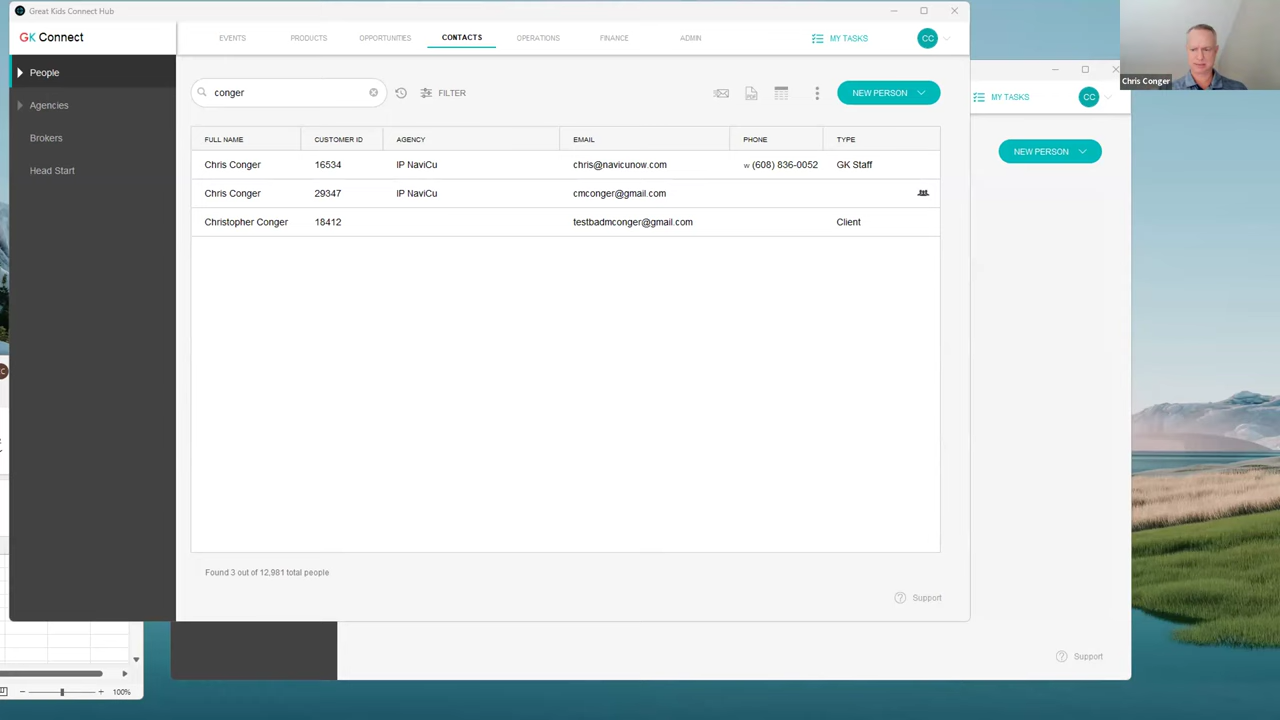 Great Kids Connect Hub
GK Connect
EVENTS PRODUCTS OPPORTUNITIES CONTACTS OPERATIONS FINANCE ADMIN MY TASKS CC
Chris Conger
People
Agencies
Brokers
Head Start
conger FILTER NEW PERSON
FULL NAME CUSTOMER ID AGENCY EMAIL PHONE TYPE
Chris Conger 16534 IP NaviCu chris@navicunow.com w (608) 836-0052 GK Staff
Chris Conger 29347 IP NaviCu cmconger@gmail.com
Christopher Conger 18412 testbadmconger@gmail.com Client
Found 3 out of 12,981 total people
Support
MY TASKS CC
NEW PERSON
Support
100%